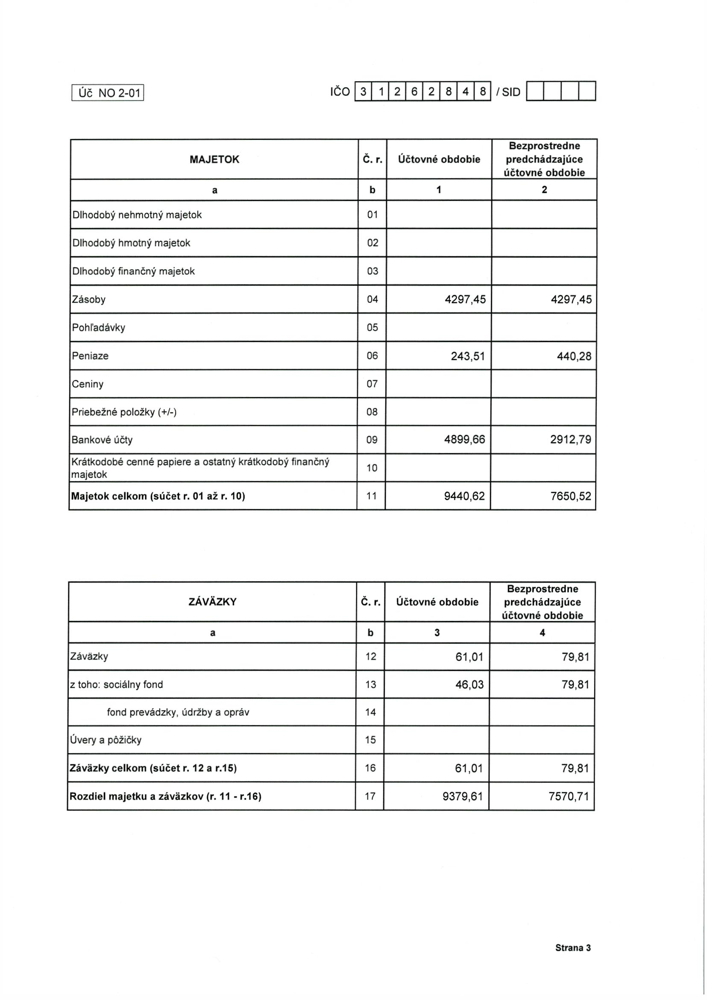 Úč NO 2-01
IČO 3 1 2 6 2 8 4 8 / SID
MAJETOK Č. r. Účtovné obdobie Bezprostredne predchádzajúce účtovné obdobie
a b 1 2
Dlhodobý nehmotný majetok 01
Dlhodobý hmotný majetok 02
Dlhodobý finančný majetok 03
Zásoby 04 4297,45 4297,45
Pohľadávky 05
Peniaze 06 243,51 440,28
Ceniny 07
Priebežné položky (+/-) 08
Bankové účty 09 4899,66 2912,79
Krátkodobé cenné papiere a ostatný krátkodobý finančný majetok 10
Majetok celkom (súčet r. 01 až r. 10) 11 9440,62 7650,52
ZÁVÄZKY Č. r. Účtovné obdobie Bezprostredne predchádzajúce účtovné obdobie
a b 3 4
Záväzky 12 61,01 79,81
z toho: sociálny fond 13 46,03 79,81
fond prevádzky, údržby a opráv 14
Úvery a pôžičky 15
Záväzky celkom (súčet r. 12 a r.15) 16 61,01 79,81
Rozdiel majetku a záväzkov (r. 11 - r.16) 17 9379,61 7570,71
Strana 3